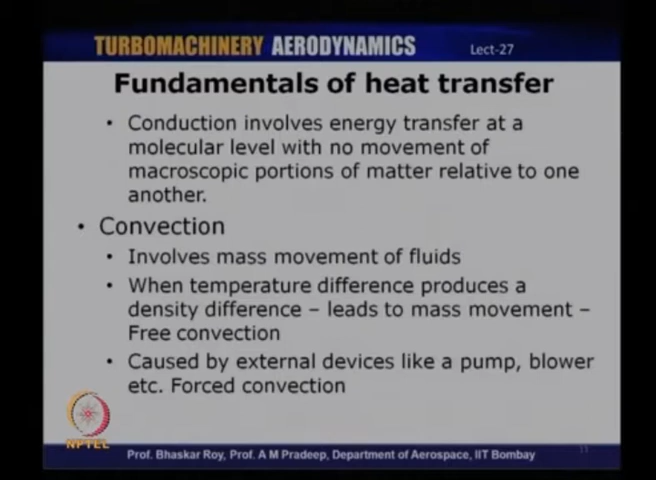 TURBOMACHINERY AERODYNAMICS Lect-27
Fundamentals of heat transfer
• Conduction involves energy transfer at a
molecular level with no movement of
macroscopic portions of matter relative to one
another.
• Convection
• Involves mass movement of fluids
• When temperature difference produces a
density difference – leads to mass movement –
Free convection
• Caused by external devices like a pump, blower
etc. Forced convection
NPTEL
Prof. Bhaskar Roy, Prof. A M Pradeep, Department of Aerospace, IIT Bombay
11